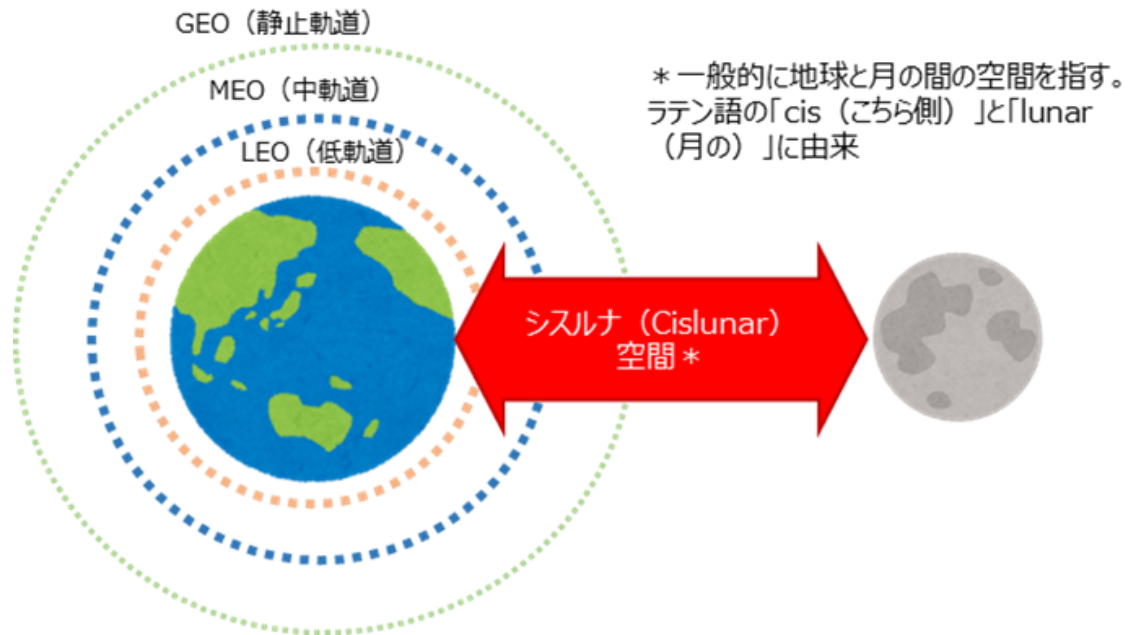 GEO（静止軌道）
MEO（中軌道）
LEO（低軌道）
＊一般的に地球と月の間の空間を指す。
ラテン語の「cis（こちら側）」と「lunar
（月の）」に由来
シスルナ（Cislunar）
空間＊